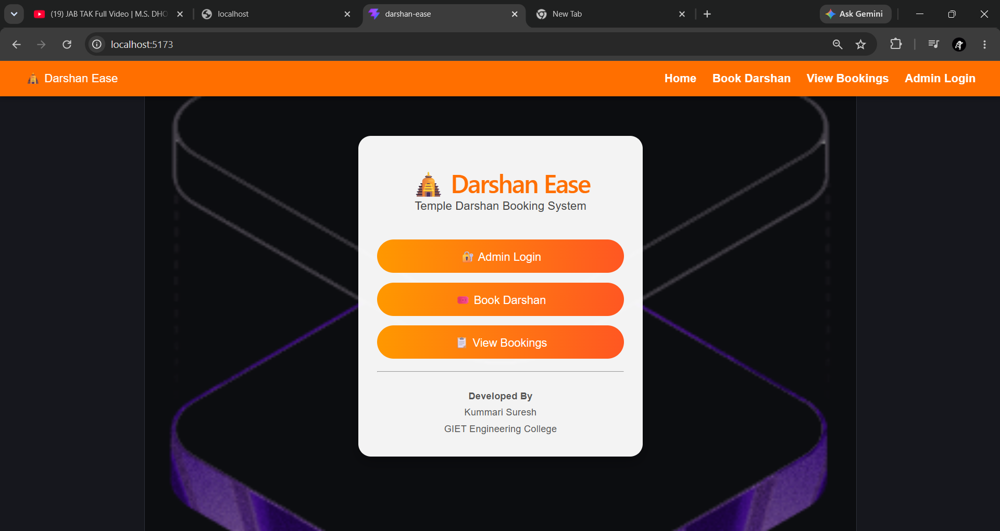 (19) JAB TAK Full Video | M.S. DHO
localhost
darshan-ease
New Tab
Ask Gemini
localhost:5173
Darshan Ease
Home
Book Darshan
View Bookings
Admin Login
Darshan Ease
Temple Darshan Booking System
Admin Login
Book Darshan
View Bookings
Developed By
Kummari Suresh
GIET Engineering College